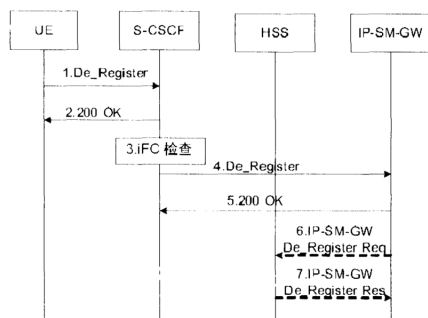 UE S-CSCF HSS IP-SM-GW
1.De_Register
2.200 OK
3.iFC 检查
4.De_Register
5.200 OK
6.IP-SM-GW
De_Register Req
7.IP-SM-GW
De_Register Res